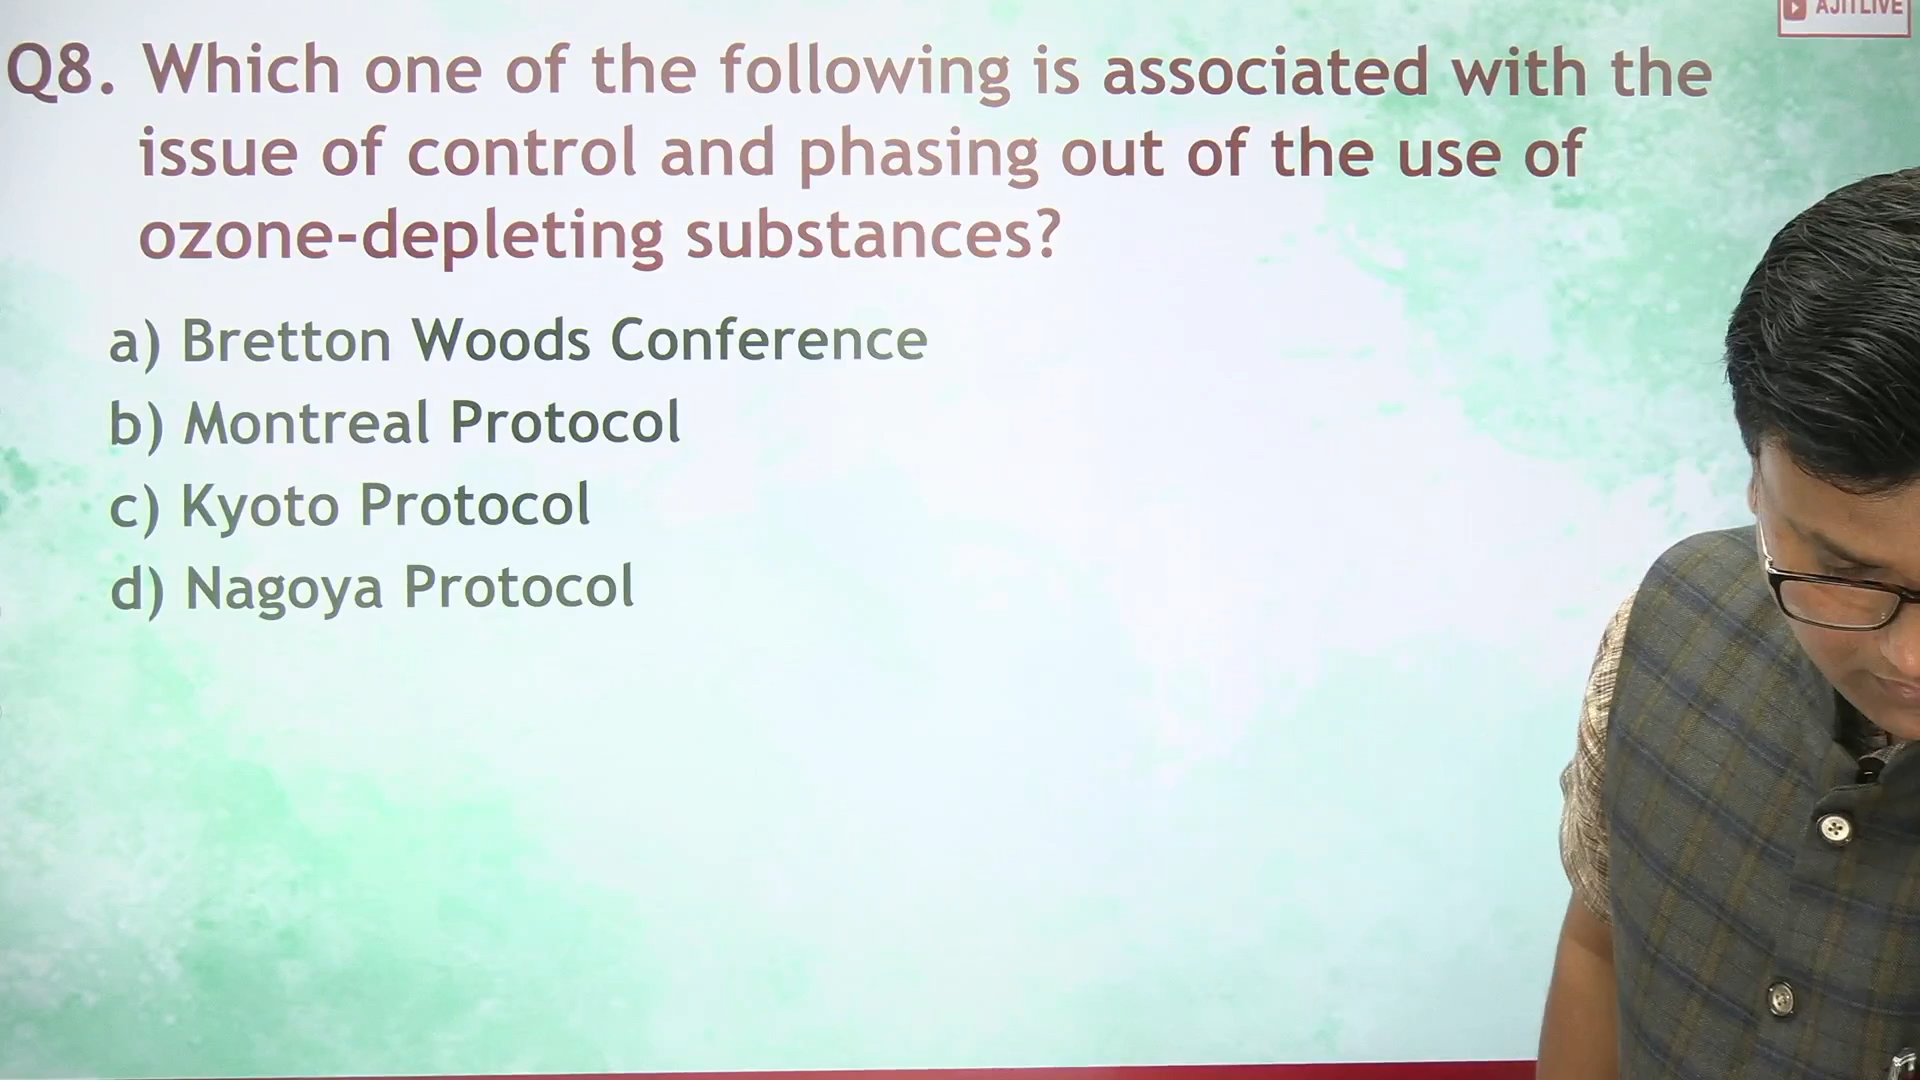 AJITLIVE
Q8. Which one of the following is associated with the
issue of control and phasing out of the use of
ozone-depleting substances?
a) Bretton Woods Conference
b) Montreal Protocol
c) Kyoto Protocol
d) Nagoya Protocol